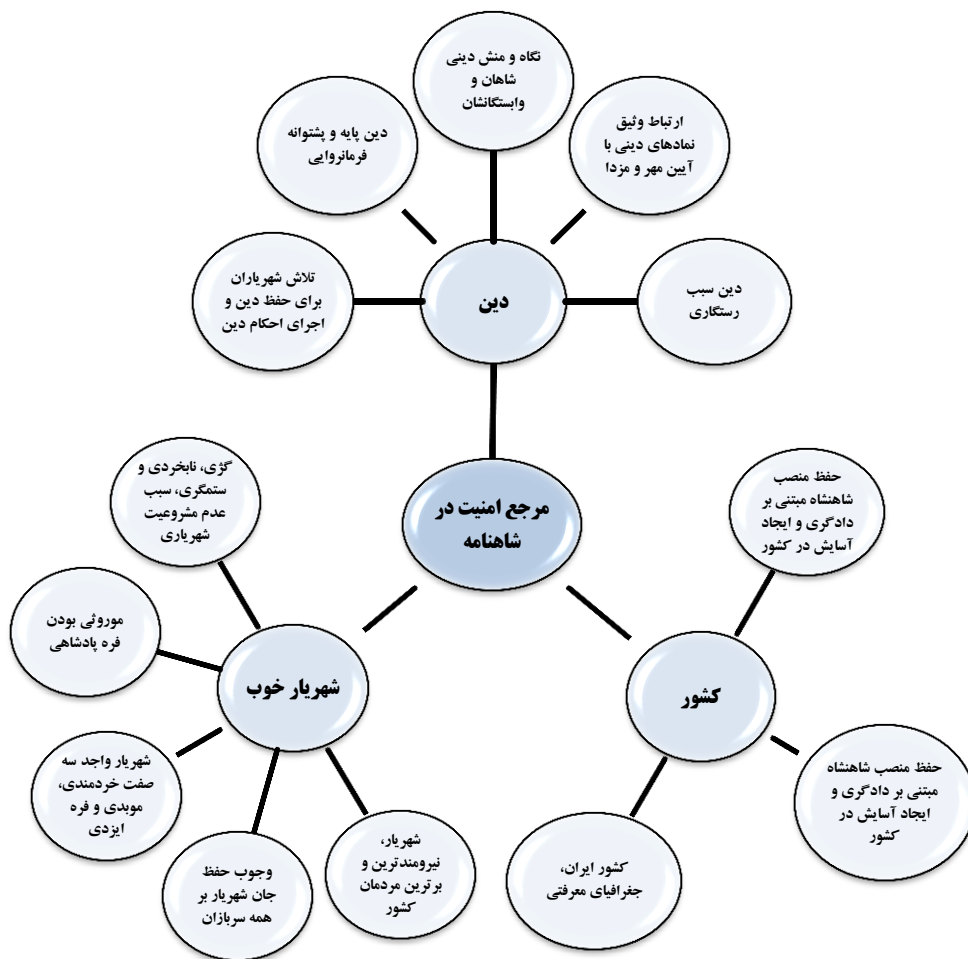 نگاه و منش دینی
شاهان و
وابستگانشان
ارتباط وثیق
نمادهای دینی با
آیین مهر و مزدا
دین پایه و پشتوانه
فرمانروایی
دین
دین سبب
رستگاری
تلاش شهریاران
برای حفظ دین و
اجرای احکام دین
مرجع امنیت در
شاهنامه
حفظ منصب
شاهنشاه مبتنی بر
دادگری و ایجاد
آسایش در کشور
کشور
حفظ منصب شاهنشاه
مبتنی بر دادگری و
ایجاد آسایش در
کشور
کشور ایران،
جغرافیای معرفتی
گژی، نابخردی و
ستمگری، سبب
عدم مشروعیت
شهریاری
موروثی بودن
فره پادشاهی
شهریار خوب
شهریار واجد سه
صفت خردمندی،
موبدی و فره
ایزدی
وجوب حفظ
جان شهریار بر
همه سربازان
شهریار،
نیرومندترین و
برترین مردمان
کشور